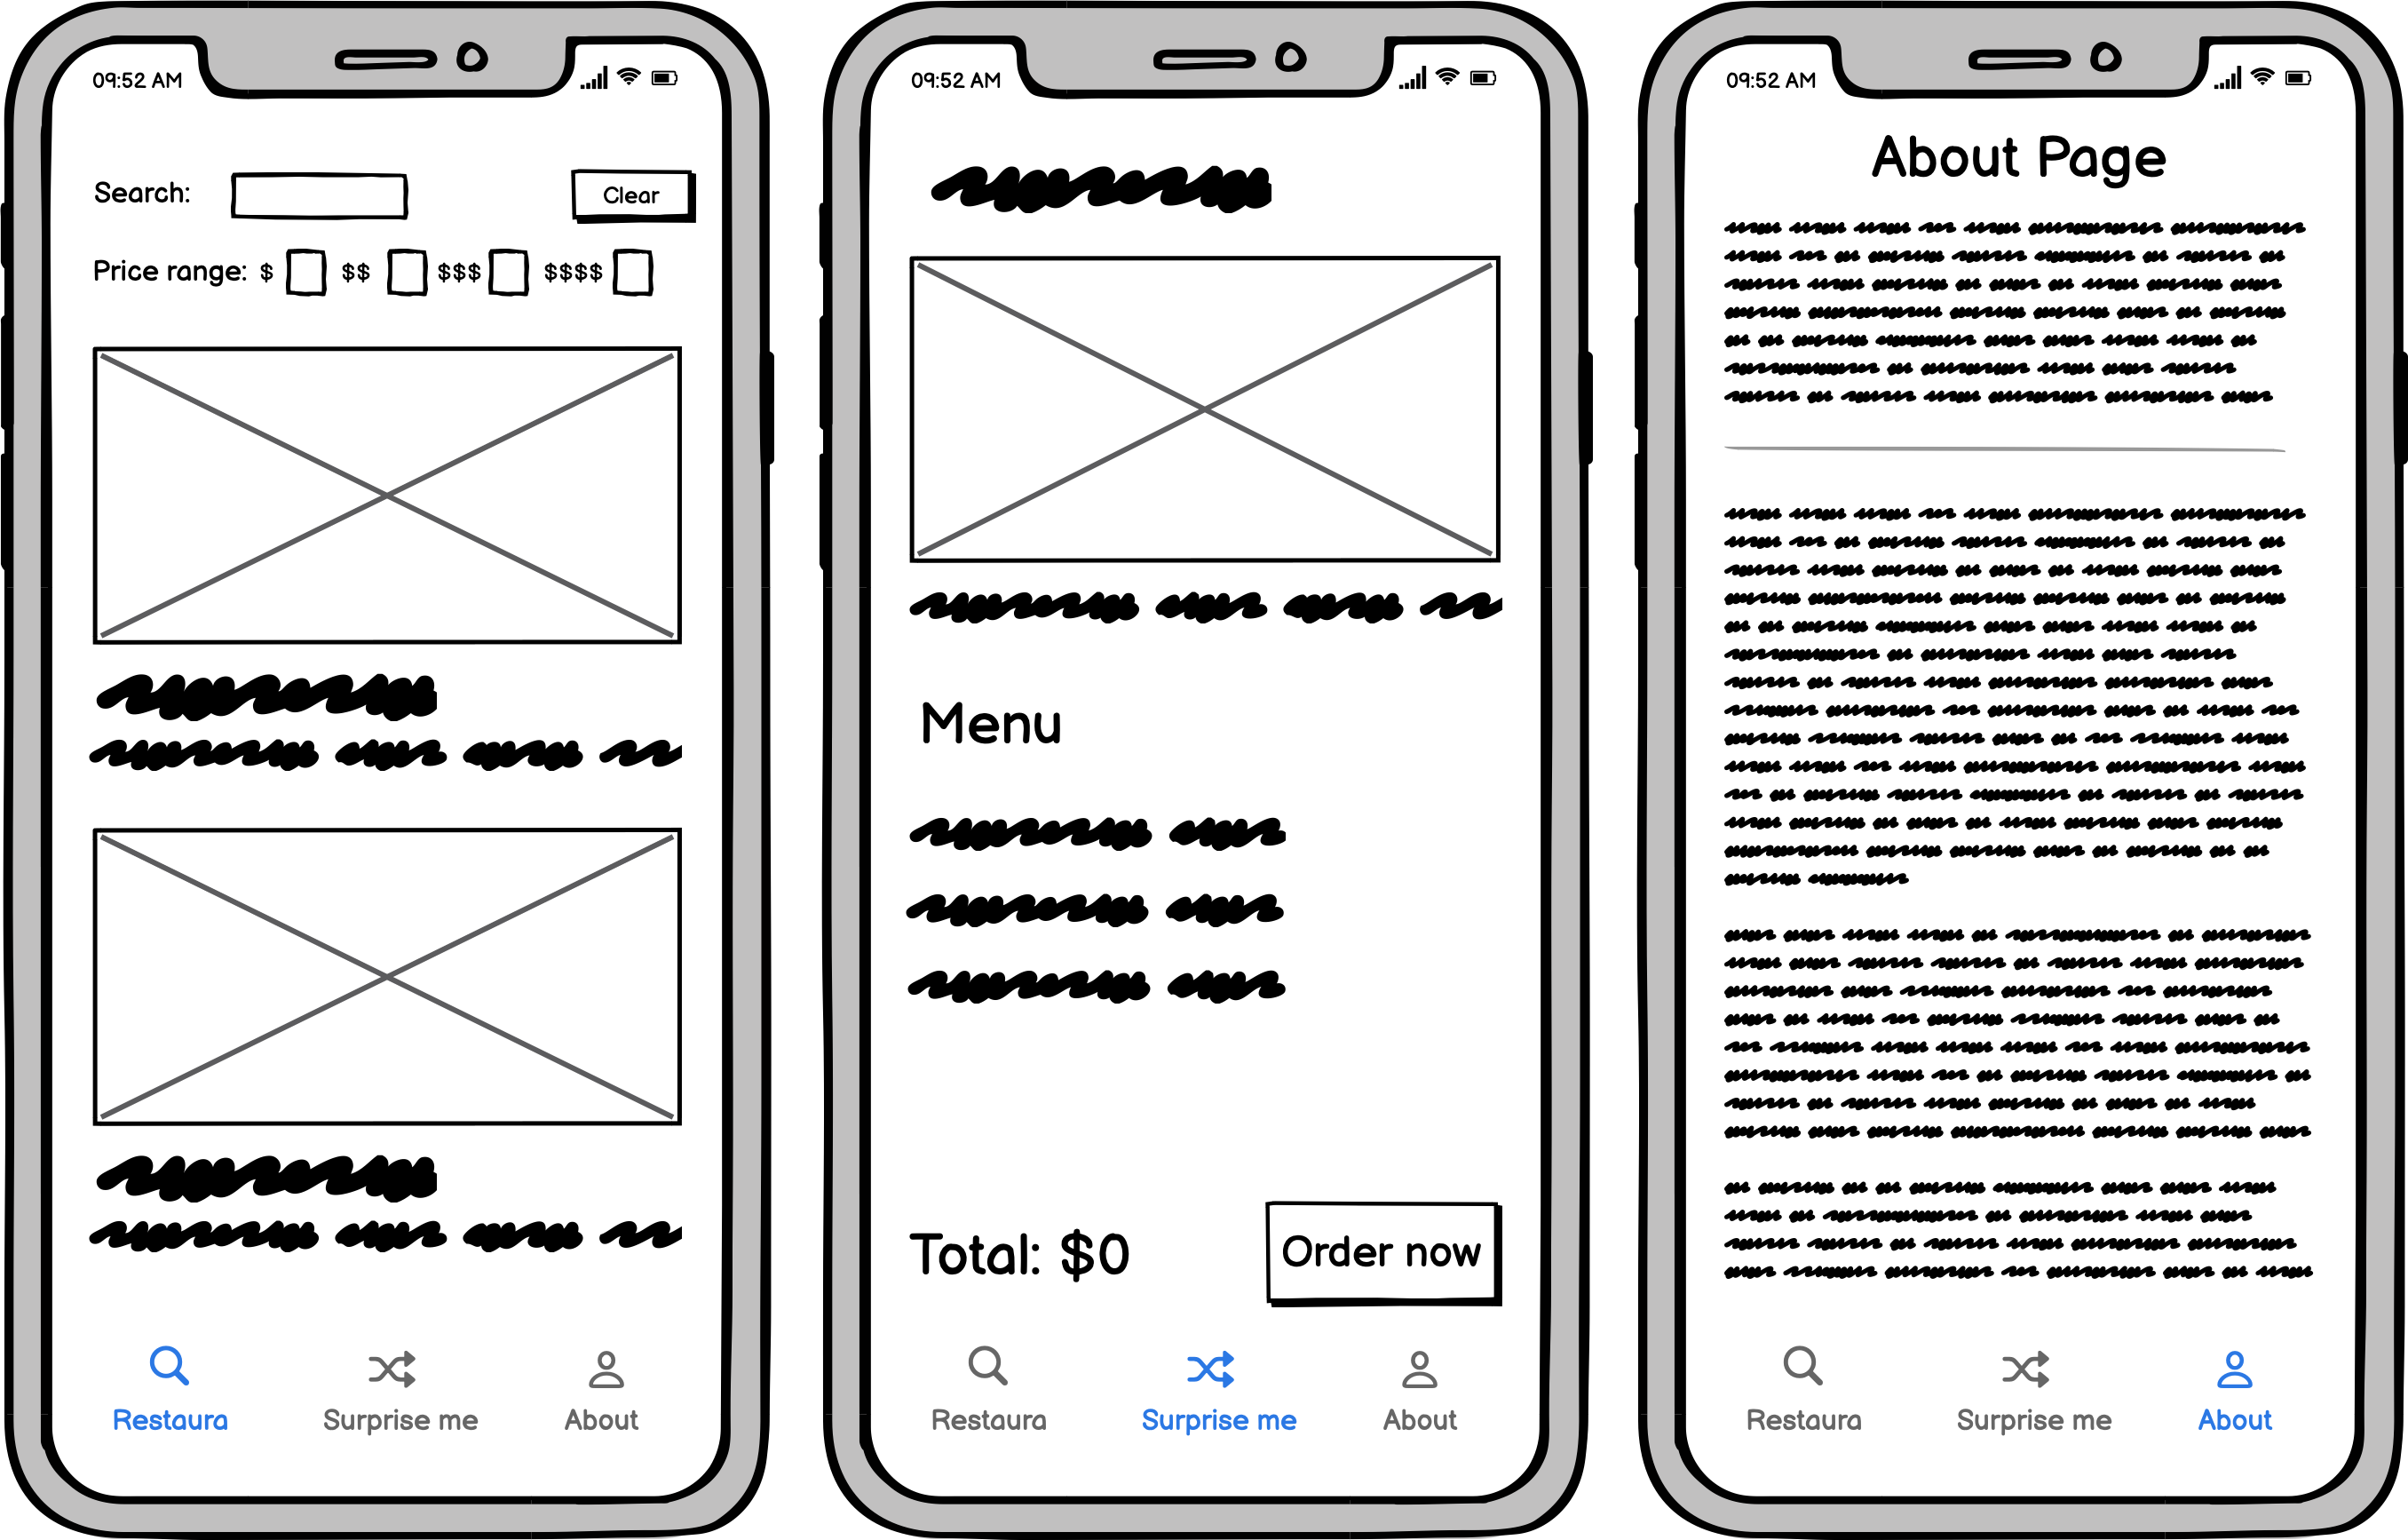 09:52 AM
Search:
Clear
Price range: $ $$ $$$ $$$$
Restaura
Surprise me
About
09:52 AM
Menu
Total: $0
Order now
Restaura
Surprise me
About
09:52 AM
About Page
Restaura
Surprise me
About